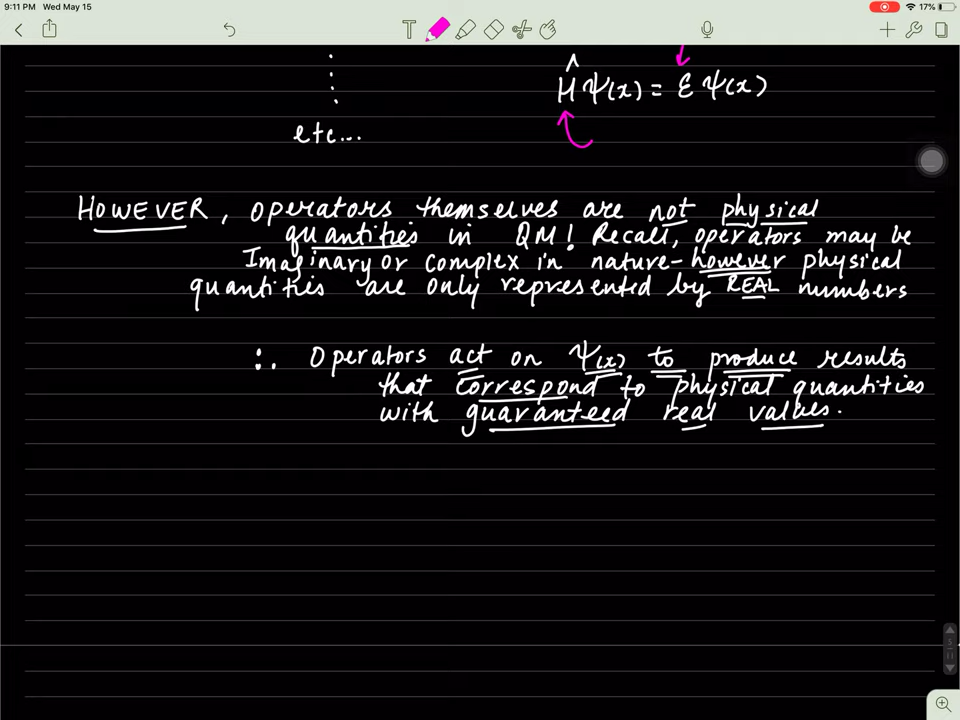 9:11 PM Wed May 15
17%
T
Ĥψ(x) = Ɛ ψ(x)
etc...
HOWEVER, operators themselves are not physical
quantities in QM! Recall, operators may be
Imaginary or complex in nature- however physical
quantities are only represented by REAL numbers
∴ Operators act on ψ(x) to produce results
that correspond to physical quantities
with guaranteed real values.